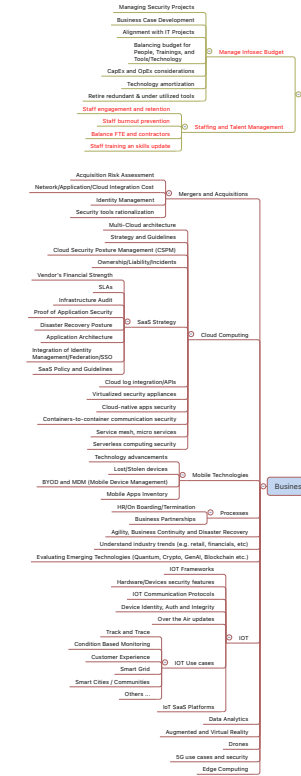 Managing Security Projects
Business Case Development
Alignment with IT Projects
Balancing budget for
People, Trainings, and
Tools/Technology
Manage Infosec Budget
CapEx and OpEx considerations
Technology amortization
Retire redundant & under utilized tools
Staff engagement and retention
Staff burnout prevention
Staffing and Talent Management
Balance FTE and contractors
Staff training an skills update
Acquisition Risk Assessment
Network/Application/Cloud Integration Cost
Mergers and Acquisitions
Identity Management
Security tools rationalization
Multi-Cloud architecture
Strategy and Guidelines
Cloud Security Posture Management (CSPM)
Ownership/Liability/Incidents
Vendor's Financial Strength
SLAs
Infrastructure Audit
Proof of Application Security
SaaS Strategy
Disaster Recovery Posture
Cloud Computing
Application Architecture
Integration of Identity
Management/Federation/SSO
SaaS Policy and Guidelines
Cloud log integration/APIs
Virtualized security appliances
Cloud-native apps security
Containers-to-container communication security
Service mesh, micro services
Serverless computing security
Technology advancements
Lost/Stolen devices
Mobile Technologies
BYOD and MDM (Mobile Device Management)
Mobile Apps Inventory
Busines
HR/On Boarding/Termination
Processes
Business Partnerships
Agility, Business Continuity and Disaster Recovery
Understand industry trends (e.g. retail, financials, etc)
Evaluating Emerging Technologies (Quantum, Crypto, GenAI, Blockchain etc.)
IOT Frameworks
Hardware/Devices security features
IOT Communication Protocols
Device Identity, Auth and Integrity
Over the Air updates
Track and Trace
IOT
Condition Based Monitoring
Customer Experience
IOT Use cases
Smart Grid
Smart Cities / Communities
Others ...
IoT SaaS Platforms
Data Analytics
Augmented and Virtual Reality
Drones
5G use cases and security
Edge Computing